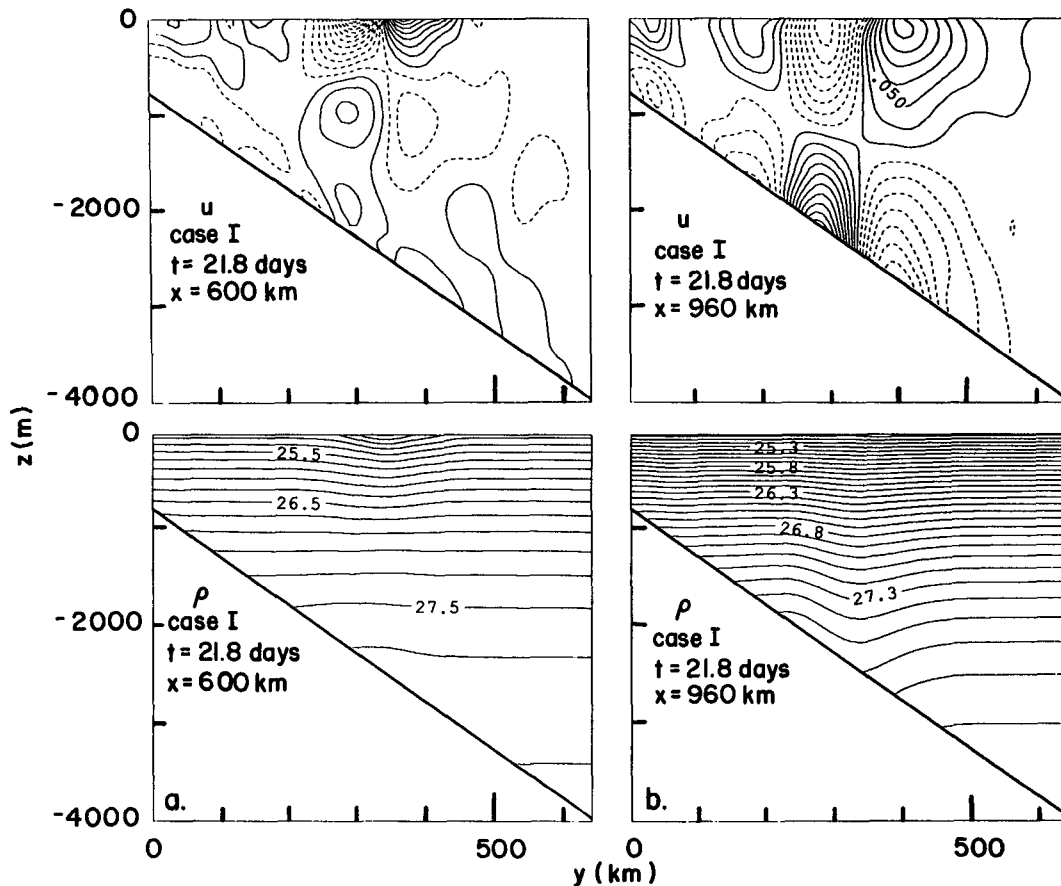 0
-2000
-4000
u
case I
t = 21.8 days
x = 600 km
.050
u
case I
t = 21.8 days
x = 960 km
z (m)
0
-2000
-4000
25.5
26.5
27.5
ρ
case I
t = 21.8 days
x = 600 km
a.
25.3
25.8
26.3
26.8
27.3
ρ
case I
t = 21.8 days
x = 960 km
b.
0
500
0
500
y (km)